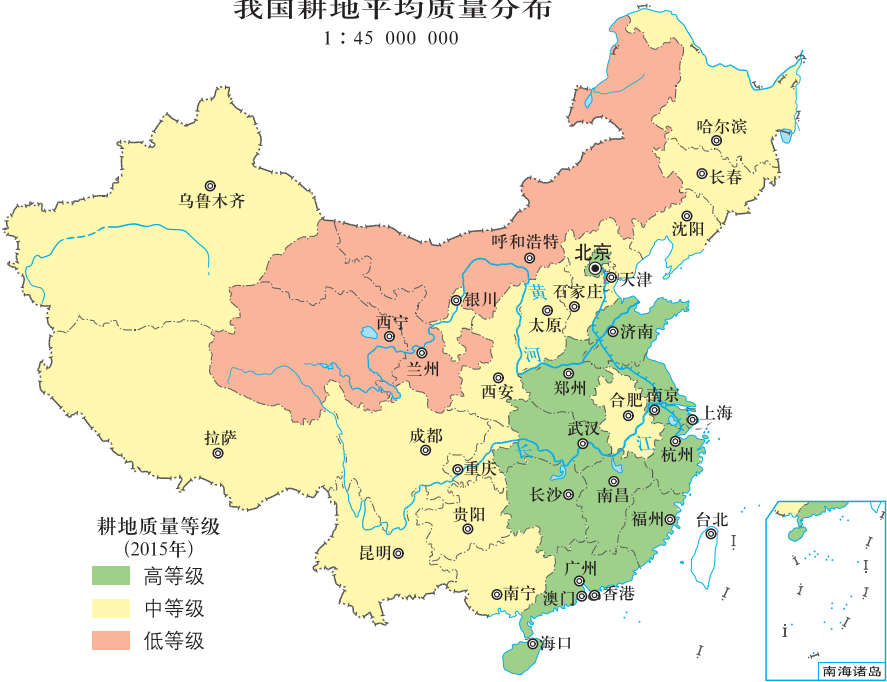 我国耕地平均质量分布
1∶45 000 000
哈尔滨
长春
乌鲁木齐
沈阳
呼和浩特
北京
天津
银川
黄
石家庄
西宁
太原
济南
河
兰州
西安
郑州
合肥
南京
上海
拉萨
成都
武汉
长
江
杭州
重庆
长沙
南昌
贵阳
福州
台北
昆明
广州
南宁
澳门
香港
海口
耕地质量等级
(2015年)
高等级
中等级
低等级
南海诸岛